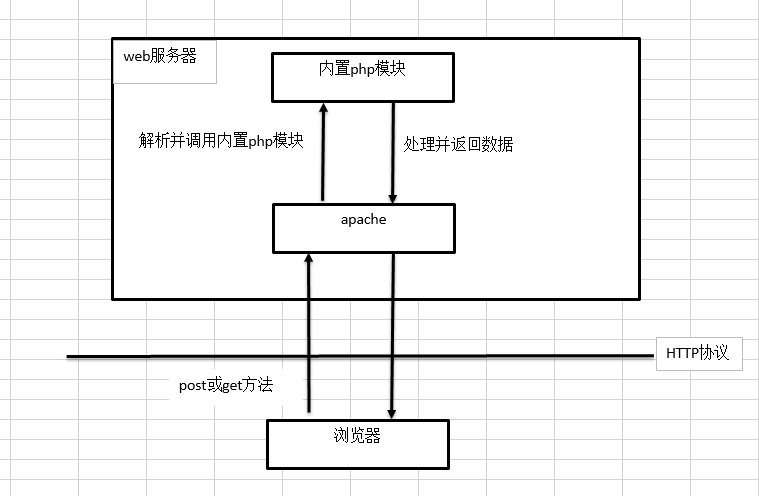 web服务器
内置php模块
解析并调用内置php模块
处理并返回数据
apache
HTTP协议
post或get方法
浏览器